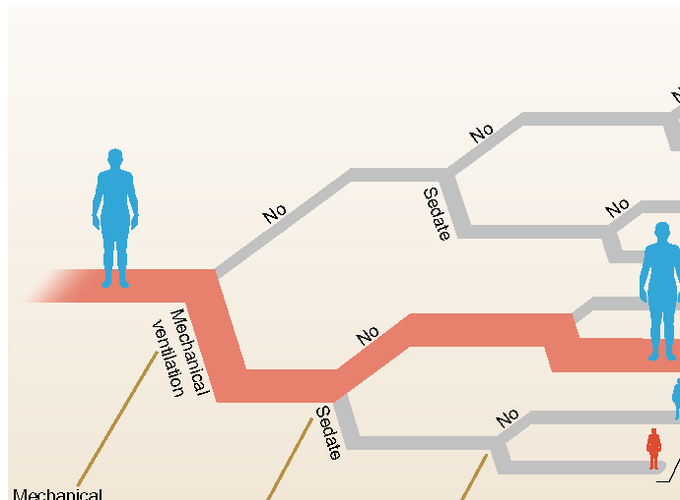 No
No
Sedate
No
Mechanical
ventilation
No
Sedate
No
Mechanical